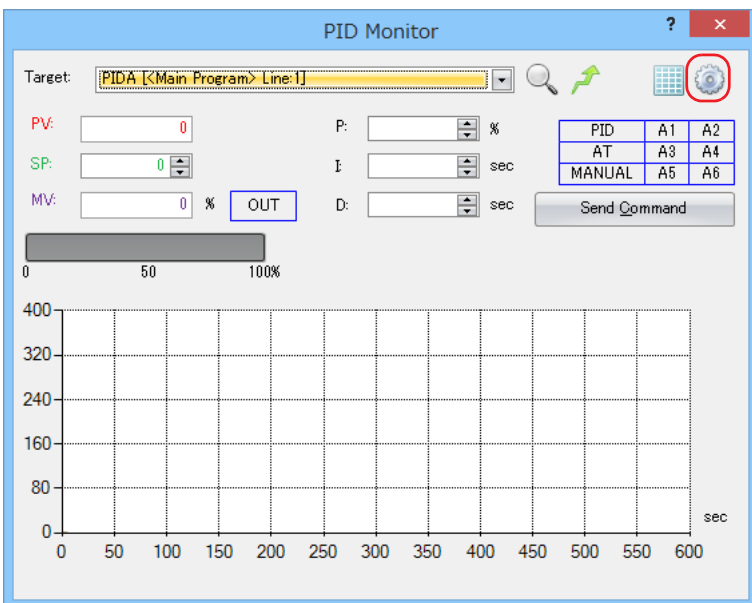 PID Monitor ? ×
Target: PIDA [<Main Program> Line:1]
PV: 0 P: % PID A1 A2
SP: 0 I: sec AT A3 A4
MANUAL A5 A6
MV: 0 % OUT D: sec Send Command
0 50 100%
400
320
240
160
80
0
sec
0 50 100 150 200 250 300 350 400 450 500 550 600